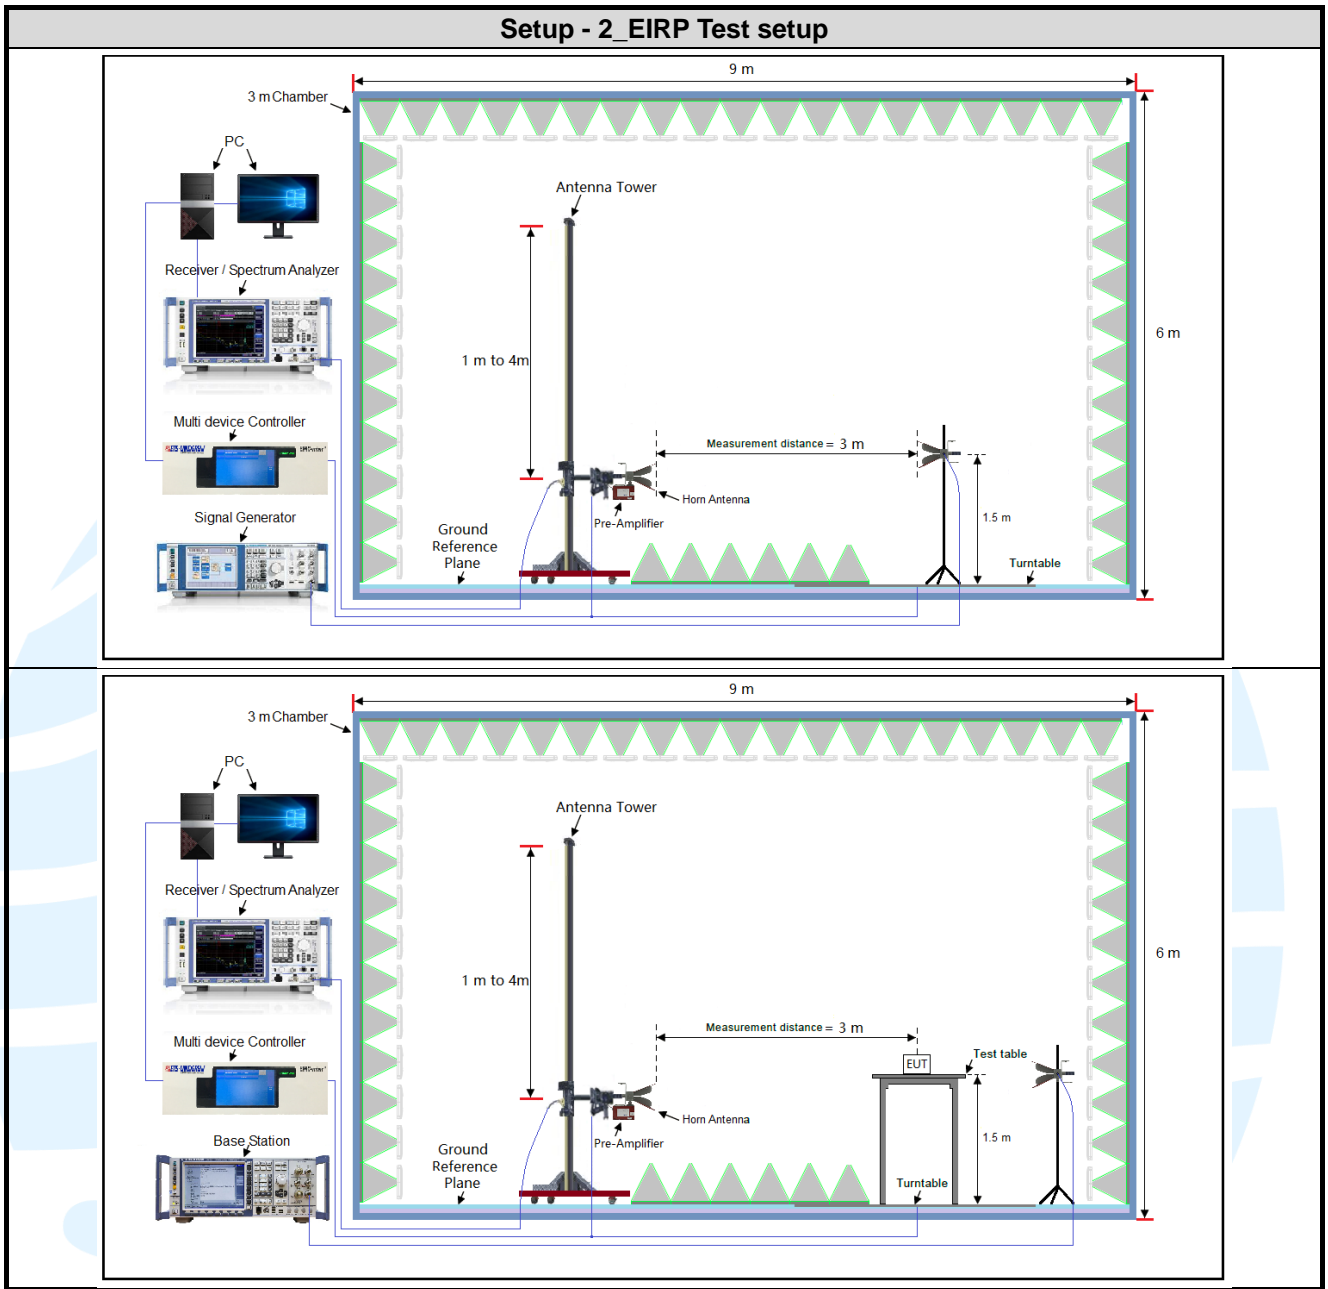 Setup - 2_EIRP Test setup
9 m
3 m Chamber
PC
Antenna Tower
Receiver / Spectrum Analyzer
6 m
1 m to 4m
Multi device Controller
Measurement distance = 3 m
Horn Antenna
Signal Generator
1.5 m
Pre-Amplifier
Ground
Reference
Plane
Turntable
9 m
3 m Chamber
PC
Antenna Tower
Receiver / Spectrum Analyzer
6 m
1 m to 4m
Measurement distance = 3 m
Multi device Controller
Test table
EUT
Horn Antenna
Base Station
1.5 m
Pre-Amplifier
Ground
Reference
Plane
Turntable